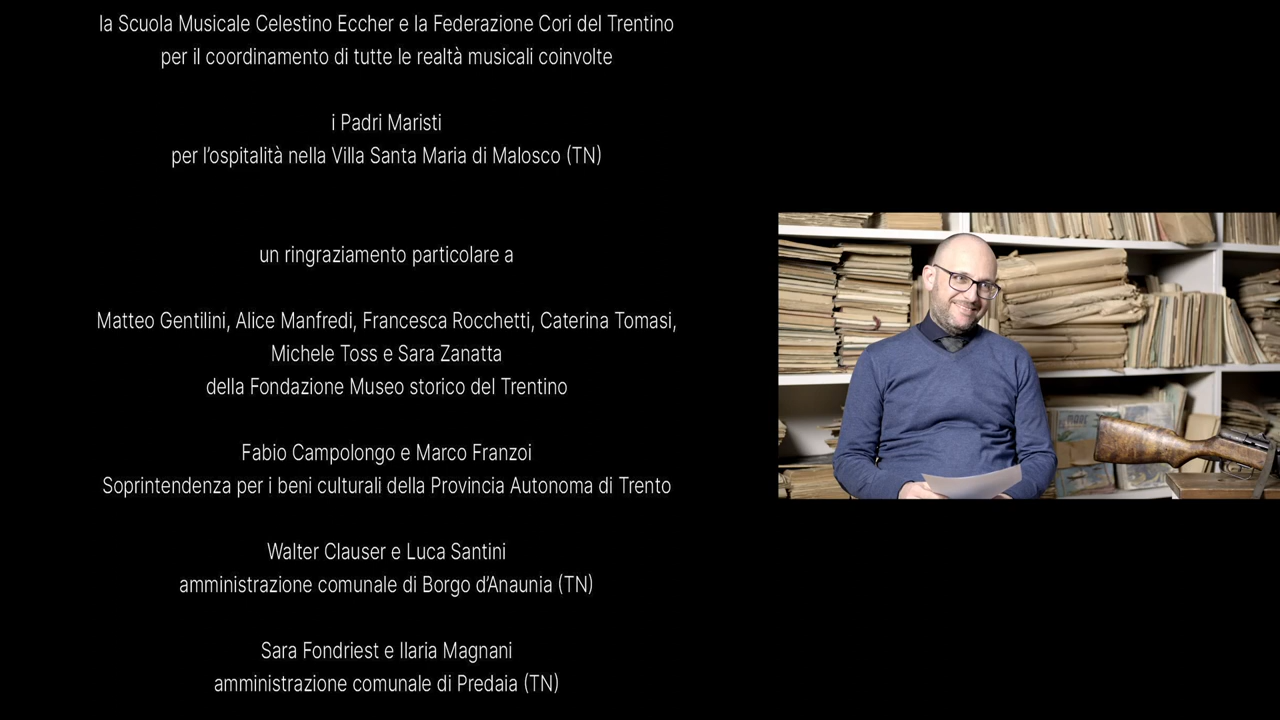 la Scuola Musicale Celestino Eccher e la Federazione Cori del Trentino
per il coordinamento di tutte le realtà musicali coinvolte
i Padri Maristi
per l’ospitalità nella Villa Santa Maria di Malosco (TN)
un ringraziamento particolare a
Matteo Gentilini, Alice Manfredi, Francesca Rocchetti, Caterina Tomasi,
Michele Toss e Sara Zanatta
della Fondazione Museo storico del Trentino
Fabio Campolongo e Marco Franzoi
Soprintendenza per i beni culturali della Provincia Autonoma di Trento
Walter Clauser e Luca Santini
amministrazione comunale di Borgo d’Anaunia (TN)
Sara Fondriest e Ilaria Magnani
amministrazione comunale di Predaia (TN)